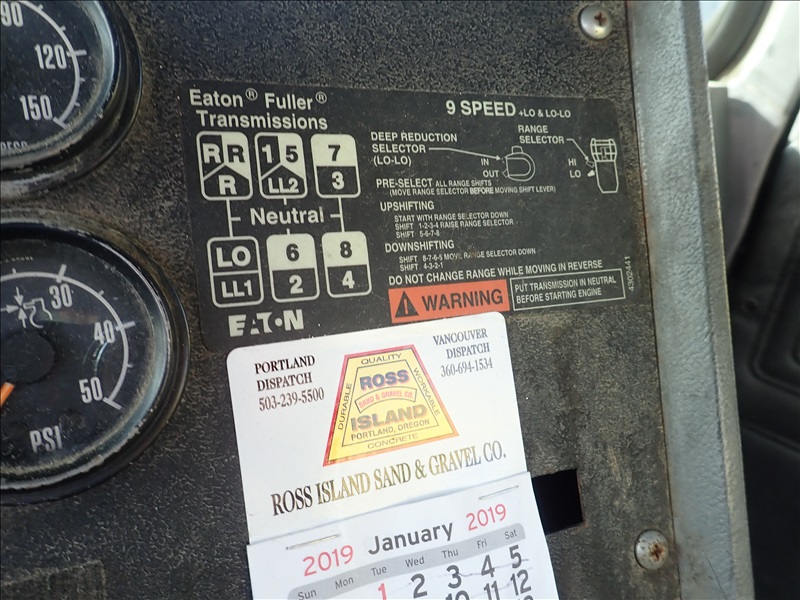 90
120
150
Eaton® Fuller®
Transmissions
9 SPEED +LO & LO-LO
R R
R
1 5
LL2
7
3
Neutral
LO
LL1
6
2
8
4
DEEP REDUCTION
SELECTOR
(LO-LO)
IN
OUT
RANGE
SELECTOR
HI
LO
PRE-SELECT ALL RANGE SHIFTS
(MOVE RANGE SELECTOR BEFORE MOVING SHIFT LEVER)
UPSHIFTING
START WITH RANGE SELECTOR DOWN
SHIFT 1-2-3-4 RAISE RANGE SELECTOR
SHIFT 5-6-7-8
DOWNSHIFTING
SHIFT 8-7-6-5 MOVE RANGE SELECTOR DOWN
SHIFT 4-3-2-1
DO NOT CHANGE RANGE WHILE MOVING IN REVERSE
WARNING
PUT TRANSMISSION IN NEUTRAL
BEFORE STARTING ENGINE
4302441
EATON
30
40
50
PSI
PORTLAND
DISPATCH
503-239-5500
VANCOUVER
DISPATCH
360-694-1534
QUALITY
DURABLE
WORKABLE
ROSS
SAND & GRAVEL CO.
ISLAND
PORTLAND, OREGON
CONCRETE
ROSS ISLAND SAND & GRAVEL CO.
2019 January 2019
Sun Mon Tue Wed Thu Fri Sat
1 2 3 4 5
10 11 12